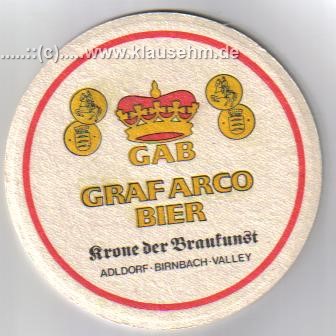 .....::(c)....www.klausehm.de
GAB
GRAF ARCO
BIER
Krone der Braukunst
ADLDORF·BIRNBACH·VALLEY